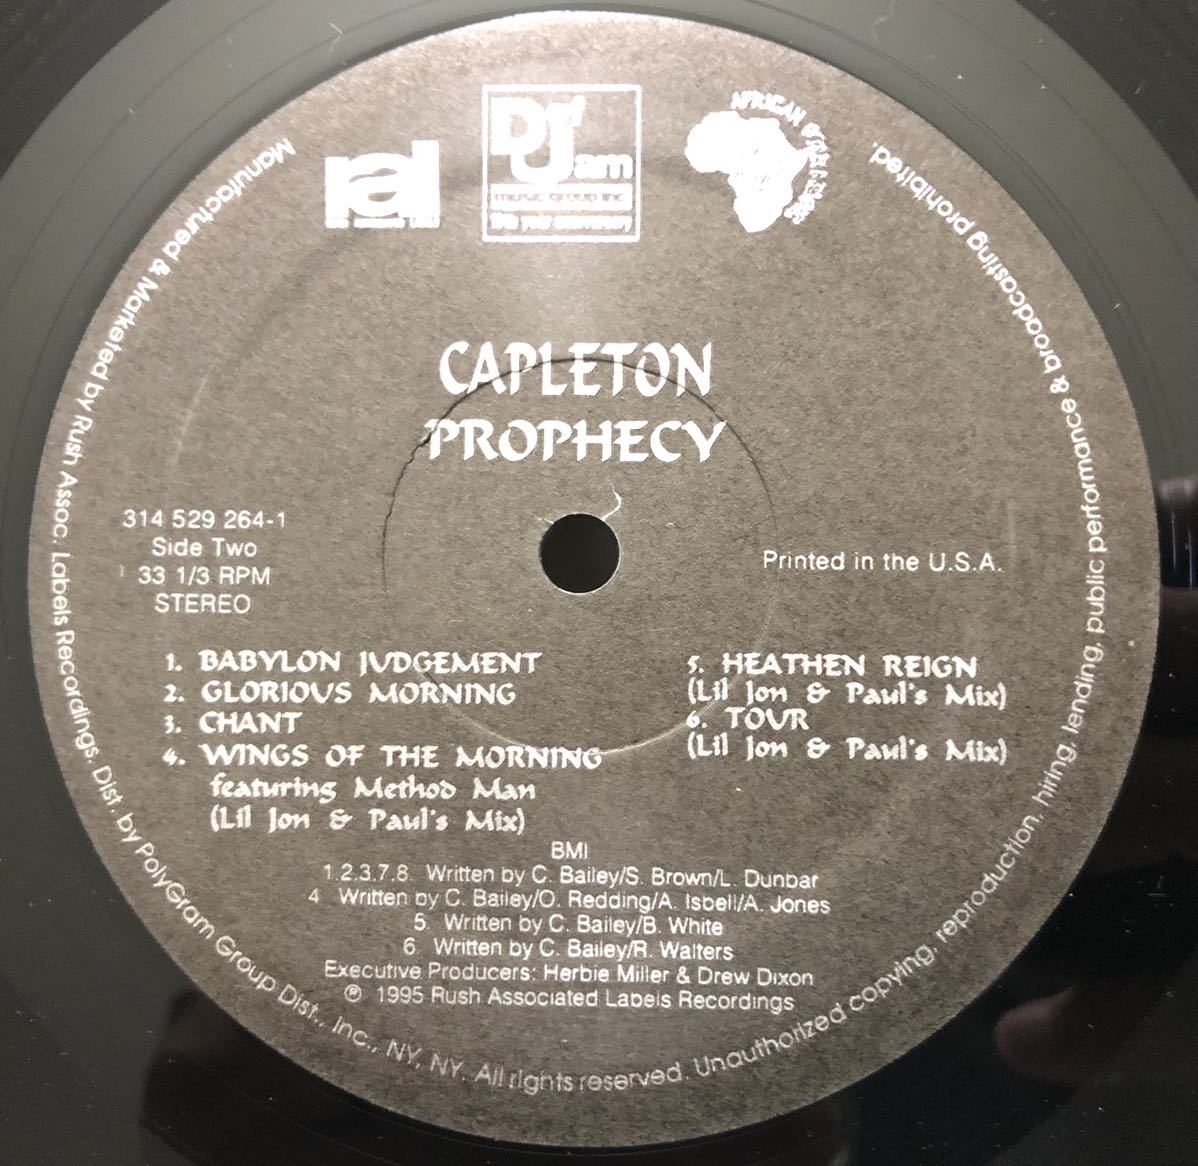 ral
Def Jam
music group inc.
AFRICAN
CAPLETON
PROPHECY
314 529 264-1
Side Two
33 1/3 RPM
STEREO
Printed in the U.S.A.
1. BABYLON JUDGEMENT
2. GLORIOUS MORNING
3. CHANT
4. WINGS OF THE MORNING
featuring Method Man
(Lil Jon & Paul's Mix)
5. HEATHEN REIGN
(Lil Jon & Paul's Mix)
6. TOUR
(Lil Jon & Paul's Mix)
BMI
1,2,3,7,8. Written by C. Bailey/S. Brown/L. Dunbar
4 Written by C. Bailey/O. Redding/A. Isbell/A. Jones
5. Written by C. Bailey/B. White
6. Written by C. Bailey/R. Walters
Executive Producers: Herbie Miller & Drew Dixon
℗ 1995 Rush Associated Labels Recordings
Manufactured & Marketed by Rush Assoc. Labels Recordings. Dist. by PolyGram Group Dist., Inc., NY, NY. All rights reserved. Unauthorized copying, reproduction, hiring, lending, public performance & broadcasting prohibited.